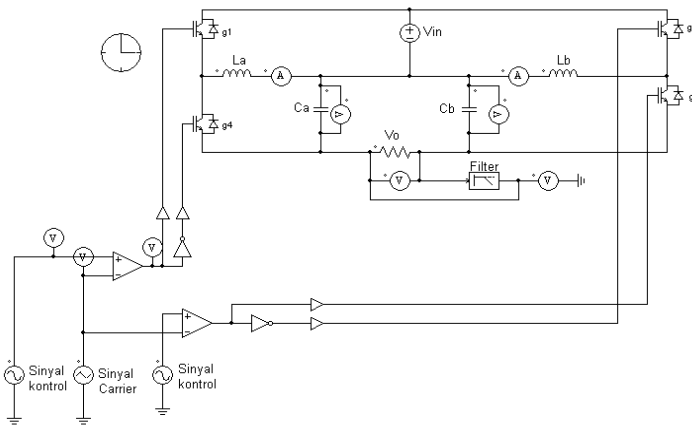 g1
Vin
g
La
A
A
Lb
g
Ca
V
Cb
V
g4
Vo
V
Filter
V
V
V
V
Sinyal
kontrol
Sinyal
Carrier
Sinyal
kontrol